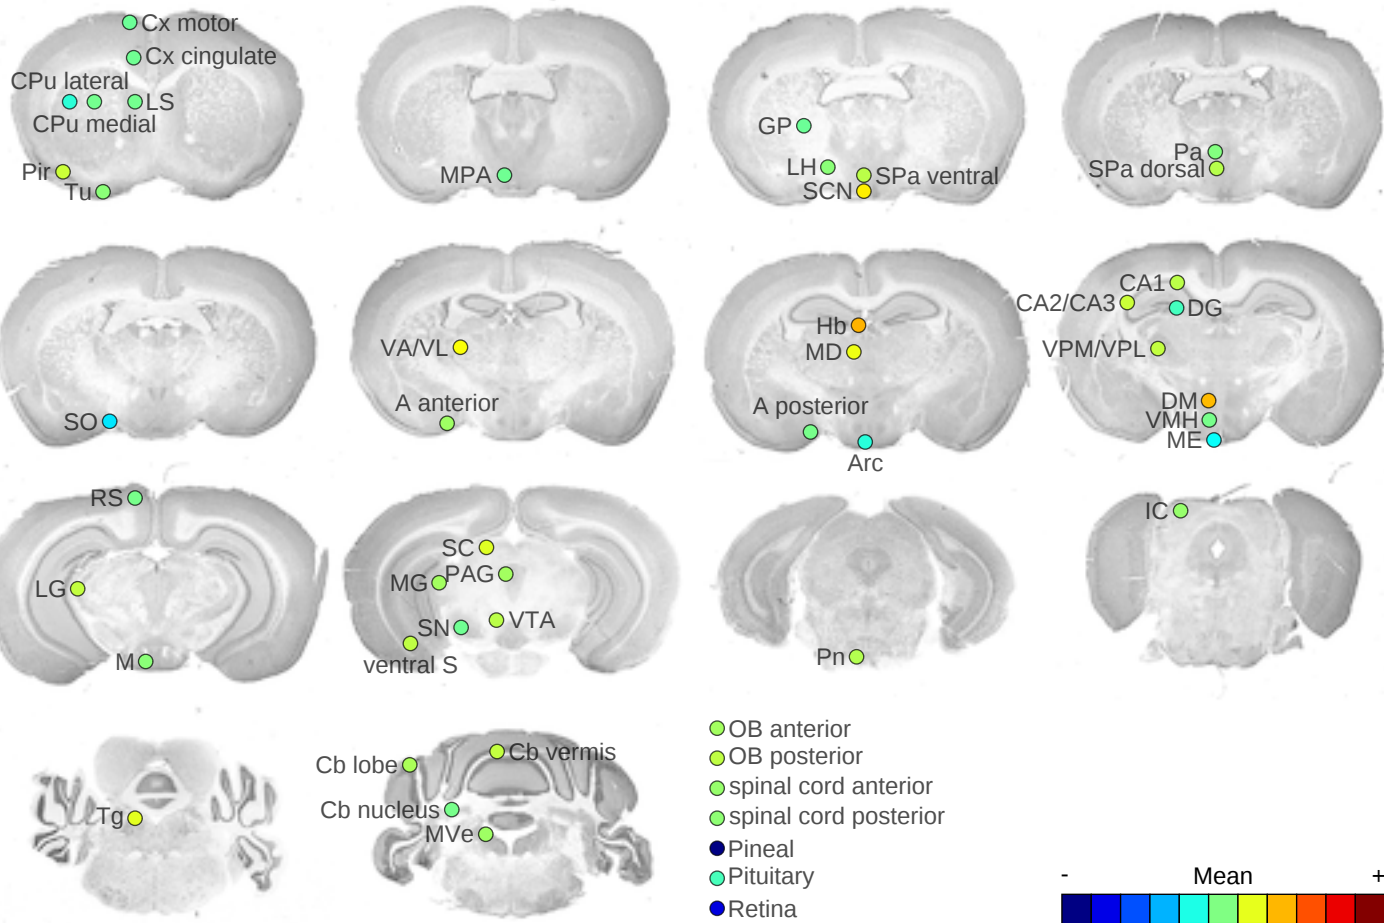 Cx motor
Cx cingulate
CPu lateral
LS
CPu medial
Pir
Tu
MPA
GP
LH
SPa ventral
SCN
Pa
SPa dorsal
SO
VA/VL
A anterior
Hb
MD
A posterior
Arc
CA1
CA2/CA3
DG
VPM/VPL
DM
VMH
ME
RS
LG
M
SC
MG
PAG
SN
VTA
ventral S
Pn
IC
Tg
Cb lobe
Cb vermis
Cb nucleus
MVe
OB anterior
OB posterior
spinal cord anterior
spinal cord posterior
Pineal
Pituitary
Retina
- Mean +